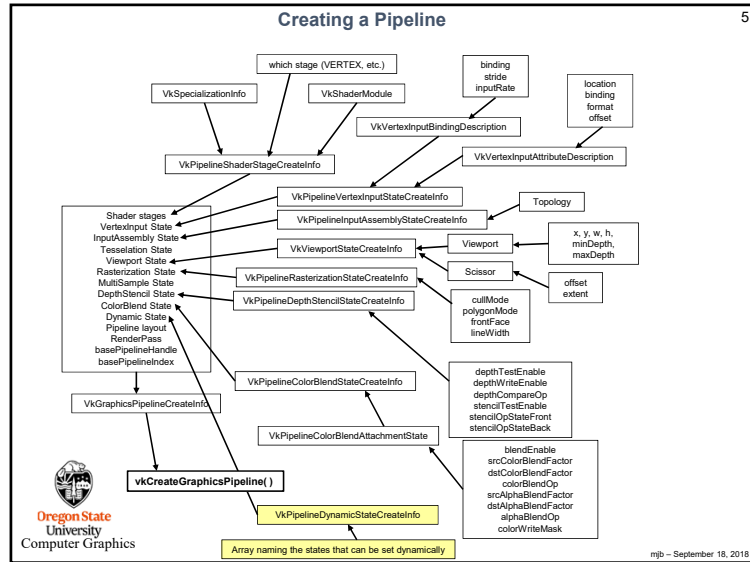 Creating a Pipeline
5
which stage (VERTEX, etc.)
VkSpecializationInfo
VkShaderModule
binding
stride
inputRate
location
binding
format
offset
VkVertexInputBindingDescription
VkPipelineShaderStageCreateInfo
VkVertexInputAttributeDescription
VkPipelineVertexInputStateCreateInfo
Shader stages
VertexInput State
InputAssembly State
Tesselation State
Viewport State
Rasterization State
MultiSample State
DepthStencil State
ColorBlend State
Dynamic State
Pipeline layout
RenderPass
basePipelineHandle
basePipelineIndex
VkPipelineInputAssemblyStateCreateInfo
Topology
VkViewportStateCreateInfo
Viewport
x, y, w, h,
minDepth,
maxDepth
Scissor
offset
extent
VkPipelineRasterizationStateCreateInfo
cullMode
polygonMode
frontFace
lineWidth
VkPipelineDepthStencilStateCreateInfo
depthTestEnable
depthWriteEnable
depthCompareOp
stencilTestEnable
stencilOpStateFront
stencilOpStateBack
VkPipelineColorBlendStateCreateInfo
VkGraphicsPipelineCreateInfo
VkPipelineColorBlendAttachmentState
blendEnable
srcColorBlendFactor
dstColorBlendFactor
colorBlendOp
srcAlphaBlendFactor
dstAlphaBlendFactor
alphaBlendOp
colorWriteMask
vkCreateGraphicsPipeline( )
VkPipelineDynamicStateCreateInfo
Array naming the states that can be set dynamically
Oregon State
University
Computer Graphics
mjb – September 18, 2018